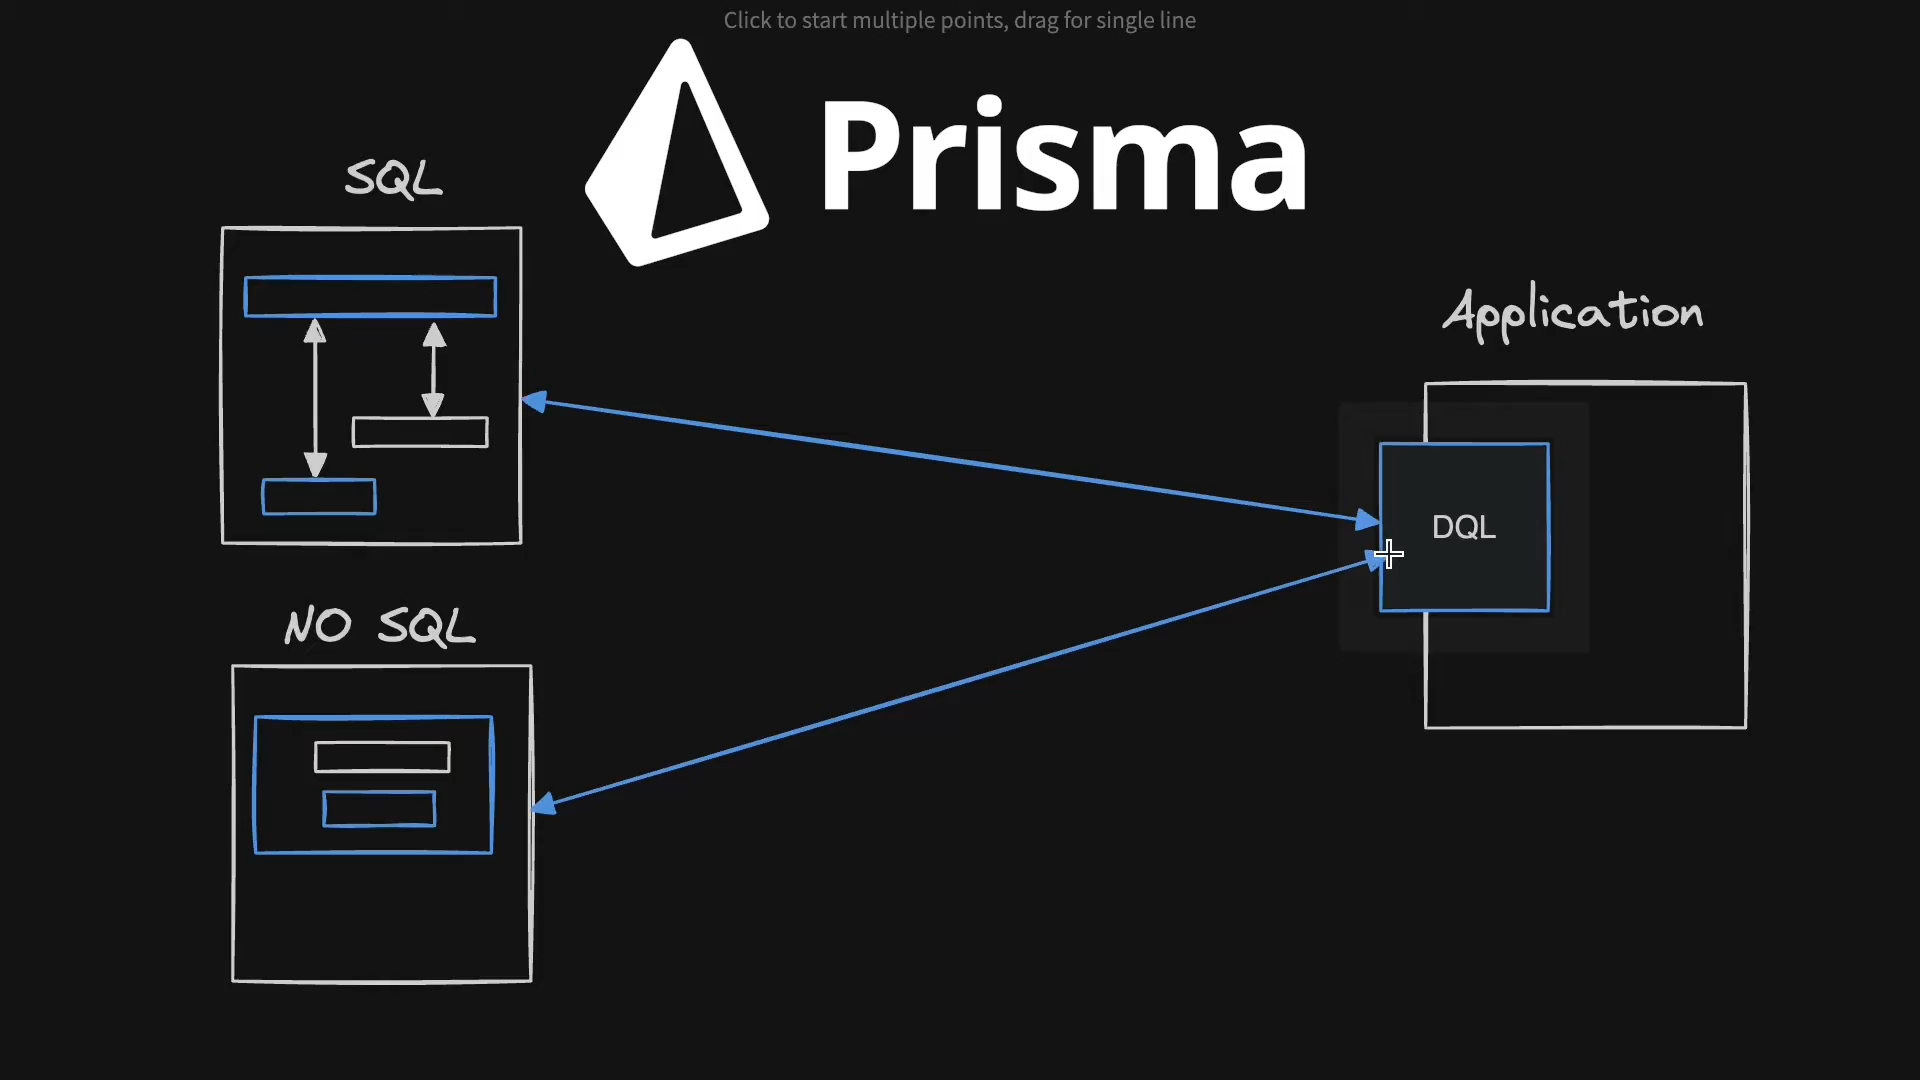 Click to start multiple points, drag for single line
Prisma
SQL
Application
DQL
NO SQL